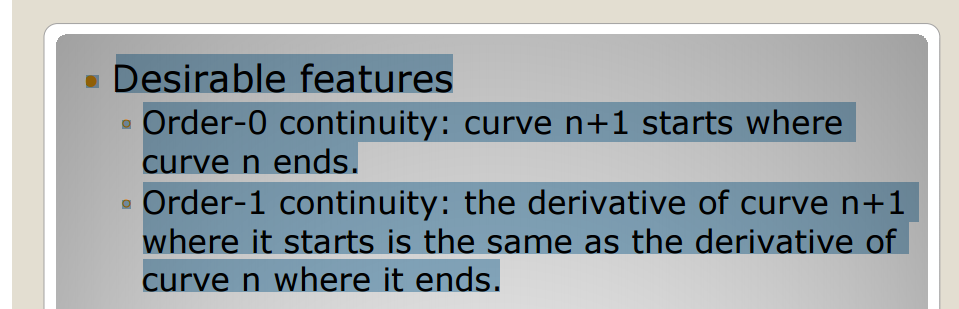 Desirable features
Order-0 continuity: curve n+1 starts where
curve n ends.
Order-1 continuity: the derivative of curve n+1
where it starts is the same as the derivative of
curve n where it ends.